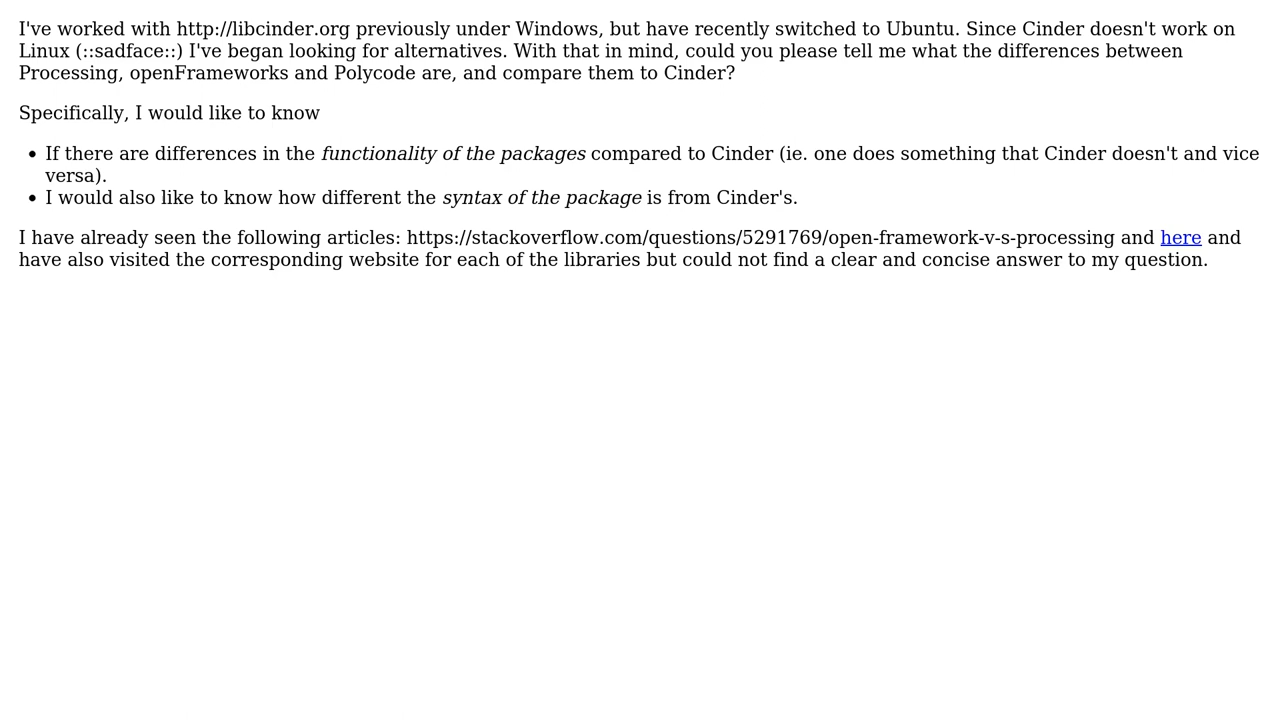 I've worked with http://libcinder.org previously under Windows, but have recently switched to Ubuntu. Since Cinder doesn't work on
Linux (::sadface::) I've began looking for alternatives. With that in mind, could you please tell me what the differences between
Processing, openFrameworks and Polycode are, and compare them to Cinder?
Specifically, I would like to know
• If there are differences in the functionality of the packages compared to Cinder (ie. one does something that Cinder doesn't and vice
versa).
• I would also like to know how different the syntax of the package is from Cinder's.
I have already seen the following articles: https://stackoverflow.com/questions/5291769/open-framework-v-s-processing and here and
have also visited the corresponding website for each of the libraries but could not find a clear and concise answer to my question.